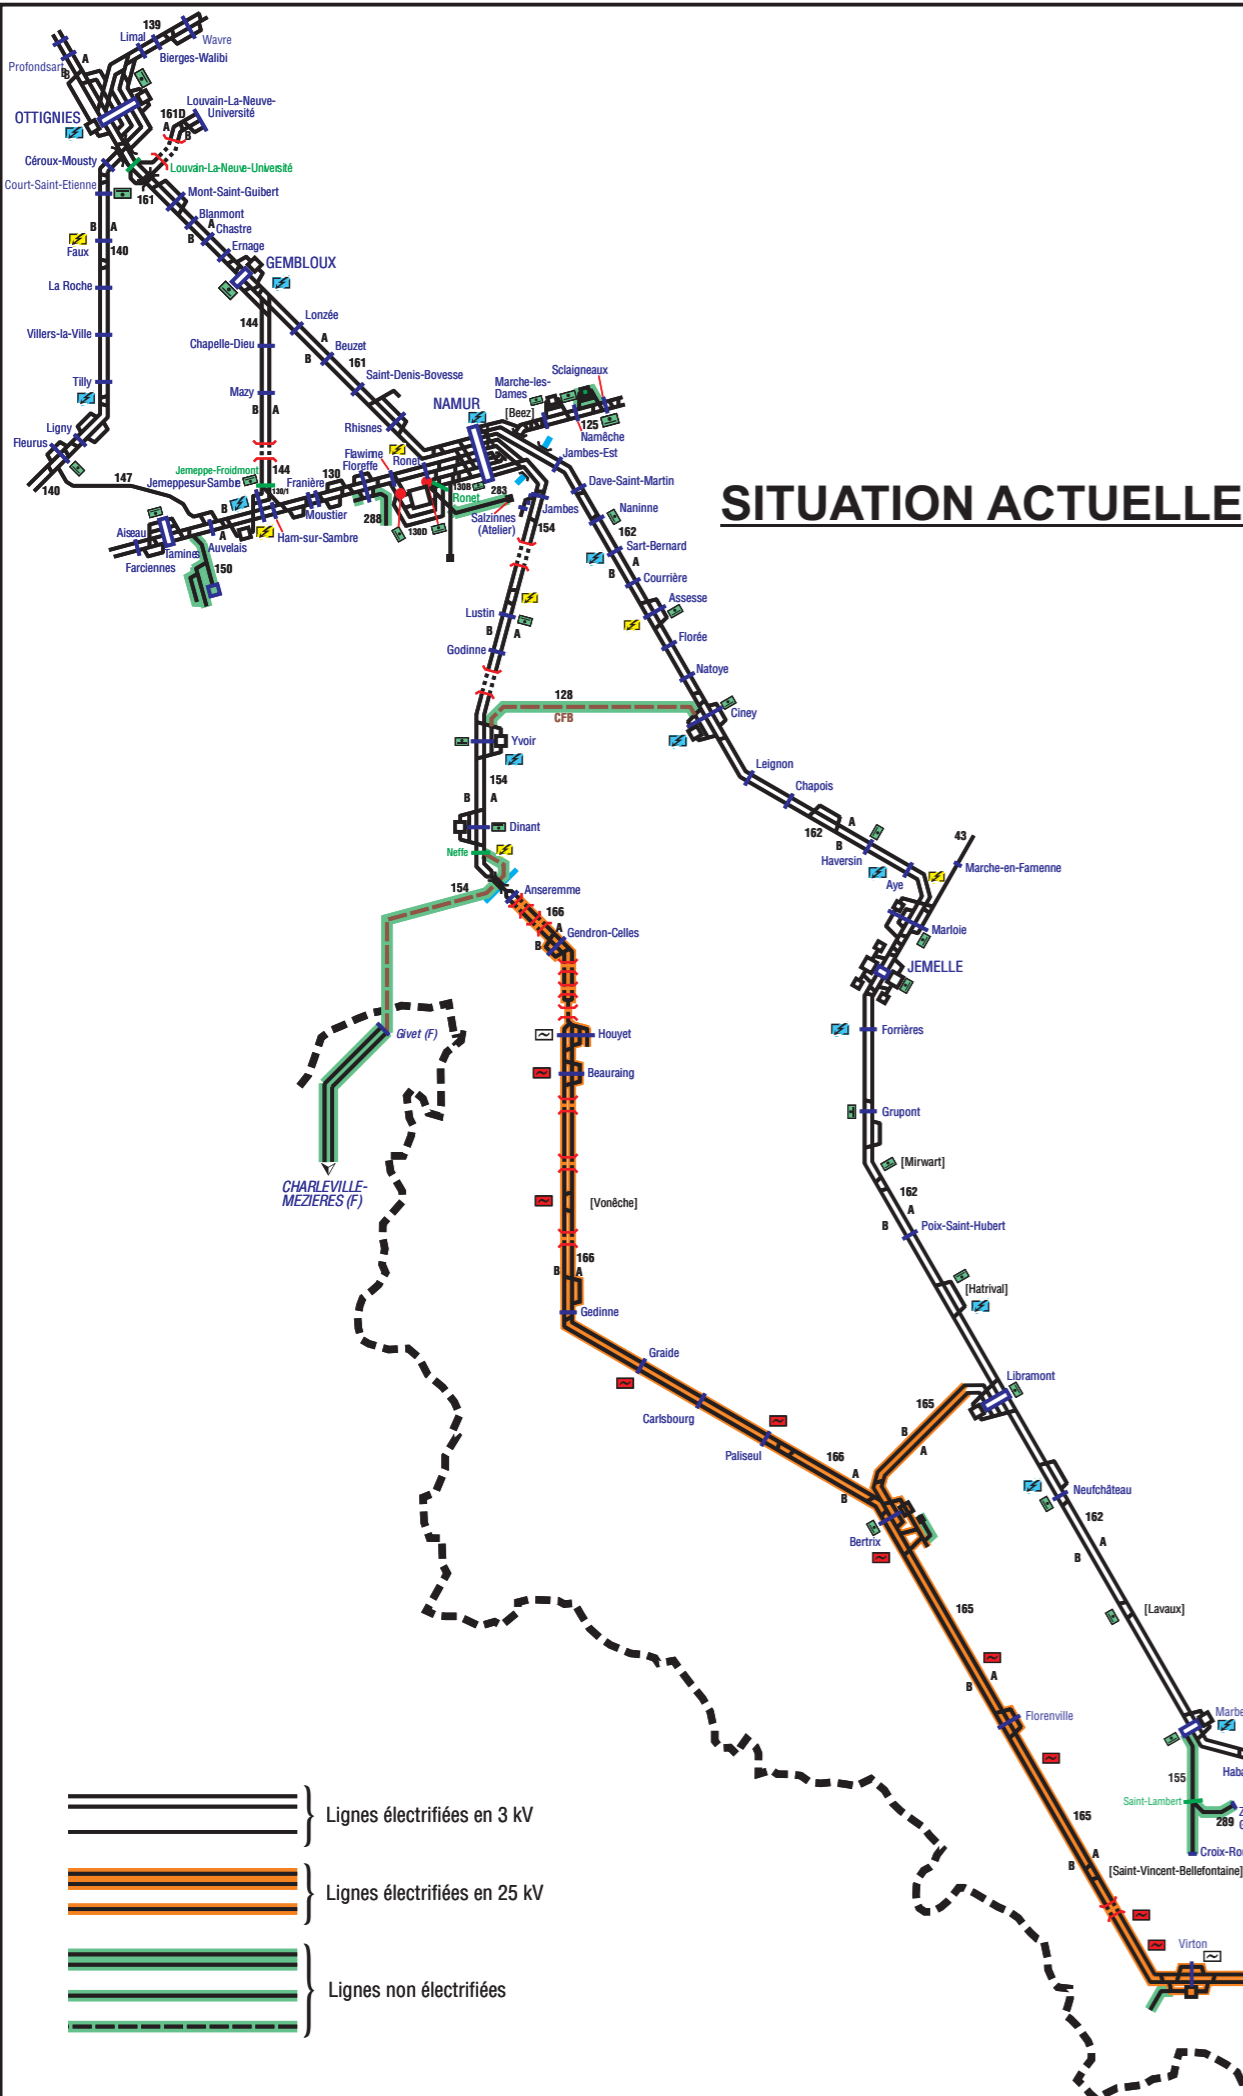 139
Limal
Wavre
A
Bierges-Walibi
Profondsart
B
B
OTTIGNIES
161D
Louvain-La-Neuve-
Université
A
B
Céroux-Mousty
Louvain-La-Neuve-Université
Court-Saint-Etienne
161
Mont-Saint-Guibert
Blanmont
B
A
A
B
Chastre
Faux
140
Ernage
GEMBLOUX
La Roche
Lonzée
144
Villers-la-Ville
Chapelle-Dieu
A
B
Beuzet
161
Saint-Denis-Bovesse
Tilly
Mazy
B
A
Sclaigneaux
Marche-les-
Dames
NAMUR
[Beez]
125
Namêche
Ligny
Rhisnes
Fleurus
Flawinne
Floreffe
Ronet
Jambes-Est
Jemeppe-Froidmont
144
Jemeppesur-Sambre
Franière
130
147
140
130/1
130B
283
Ronet
Dave-Saint-Martin
B
Moustier
288
Salzinnes
(Atelier)
Jambes
Naninne
SITUATION ACTUELLE
Aiseau
A
Ham-sur-Sambre
130D
154
162
Tamines
Auvelais
Farciennes
150
Sart-Bernard
A
B
Courrière
Assesse
Lustin
B
A
Florée
Godinne
Natoye
128
CFB
Ciney
Yvoir
Leignon
154
Chapois
B
A
Dinant
A
162
B
43
Neffe
Haversin
Marche-en-Famenne
Aye
154
Anseremme
166
A
Gendron-Celles
B
Marloie
JEMELLE
Givet (F)
Houyet
Forrières
Beauraing
Grupont
[Mirwart]
CHARLEVILLE-
MEZIERES (F)
162
[Vonêche]
A
B
Poix-Saint-Hubert
166
B
A
[Hatrival]
Gedinne
Graide
Libramont
165
Carlsbourg
B
A
Paliseul
166
A
B
Neufchâteau
162
Bertrix
A
B
165
[Lavaux]
A
B
Florenville
Marbe
Haba
155
Lignes électrifiées en 3 kV
Saint-Lambert
165
289
A
B
Croix-Rou
[Saint-Vincent-Bellefontaine]
Lignes électrifiées en 25 kV
Virton
Lignes non électrifiées